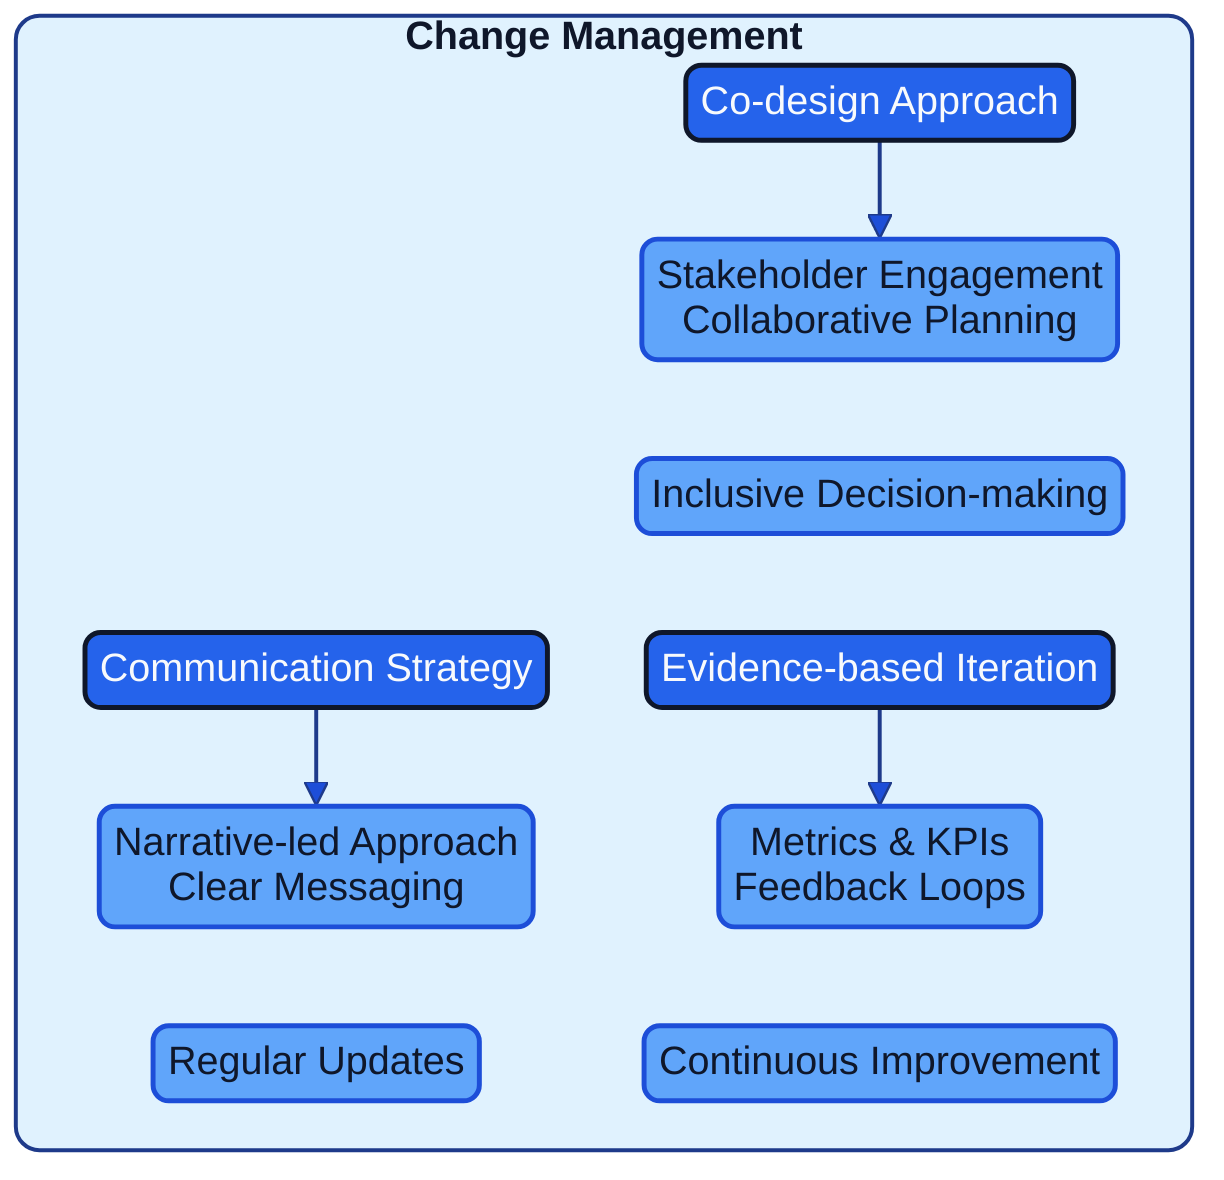 Change Management
Co-design Approach
Stakeholder Engagement
Collaborative Planning
Inclusive Decision-making
Communication Strategy
Evidence-based Iteration
Narrative-led Approach
Clear Messaging
Metrics & KPIs
Feedback Loops
Regular Updates
Continuous Improvement